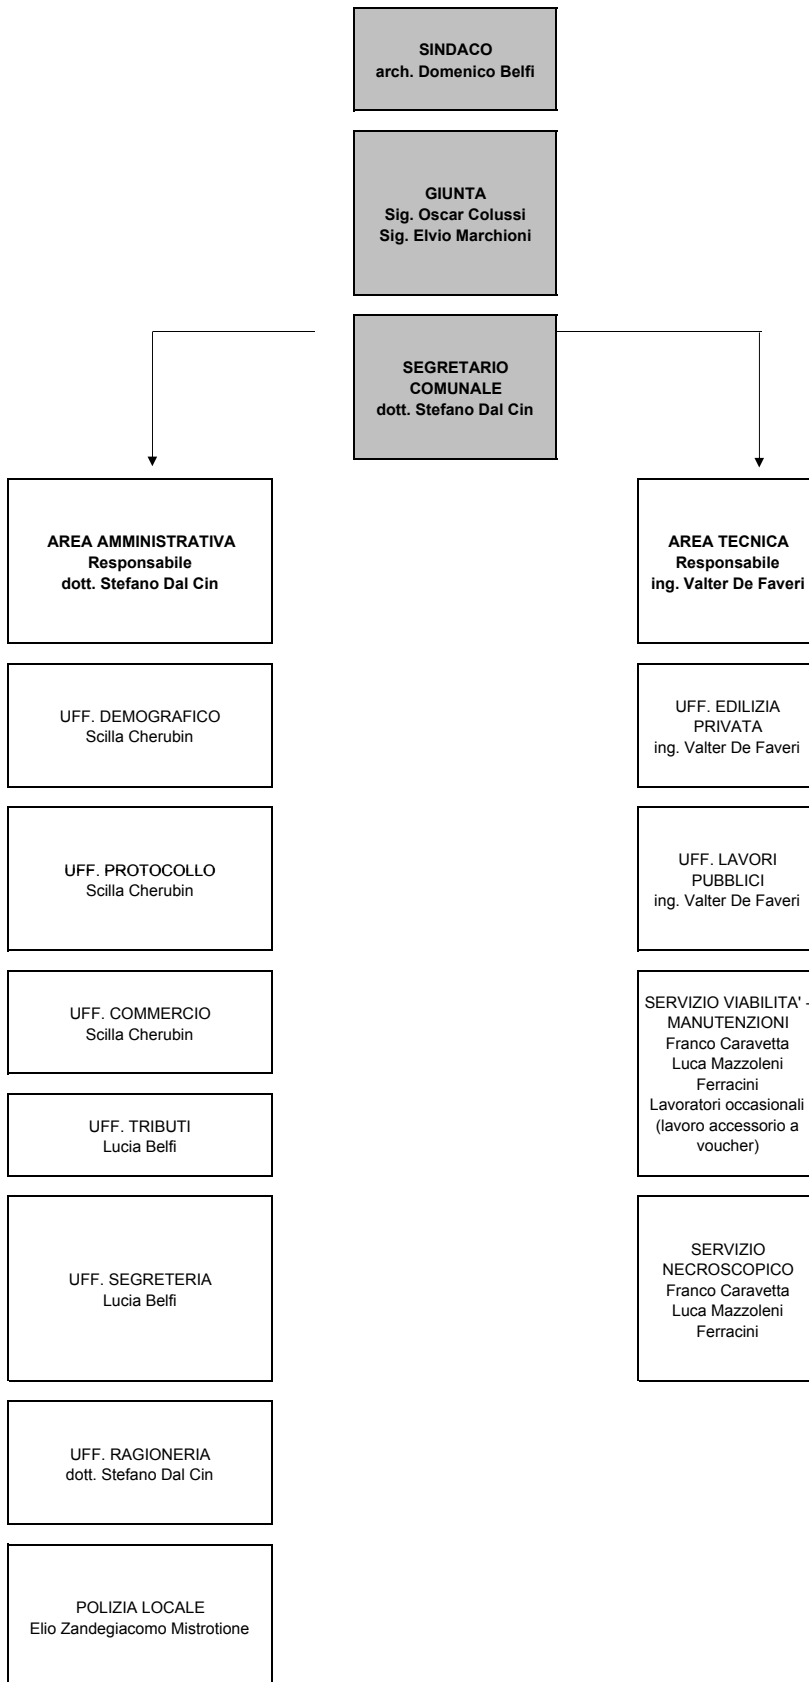 SINDACO
arch. Domenico Belfi
GIUNTA
Sig. Oscar Colussi
Sig. Elvio Marchioni
SEGRETARIO
COMUNALE
dott. Stefano Dal Cin
AREA AMMINISTRATIVA
Responsabile
dott. Stefano Dal Cin
UFF. DEMOGRAFICO
Scilla Cherubin
UFF. PROTOCOLLO
Scilla Cherubin
UFF. COMMERCIO
Scilla Cherubin
UFF. TRIBUTI
Lucia Belfi
UFF. SEGRETERIA
Lucia Belfi
UFF. RAGIONERIA
dott. Stefano Dal Cin
POLIZIA LOCALE
Elio Zandegiacomo Mistrotione
AREA TECNICA
Responsabile
ing. Valter De Faveri
UFF. EDILIZIA
PRIVATA
ing. Valter De Faveri
UFF. LAVORI
PUBBLICI
ing. Valter De Faveri
SERVIZIO VIABILITA' -
MANUTENZIONI
Franco Caravetta
Luca Mazzoleni
Ferracini
Lavoratori occasionali
(lavoro accessorio a
voucher)
SERVIZIO
NECROSCOPICO
Franco Caravetta
Luca Mazzoleni
Ferracini